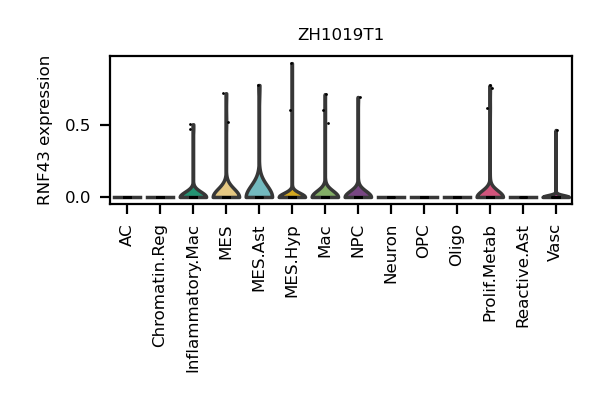 ZH1019T1
RNF43 expression
0.5
0.0
AC
Chromatin.Reg
Inflammatory.Mac
MES
MES.Ast
MES.Hyp
Mac
NPC
Neuron
OPC
Oligo
Prolif.Metab
Reactive.Ast
Vasc